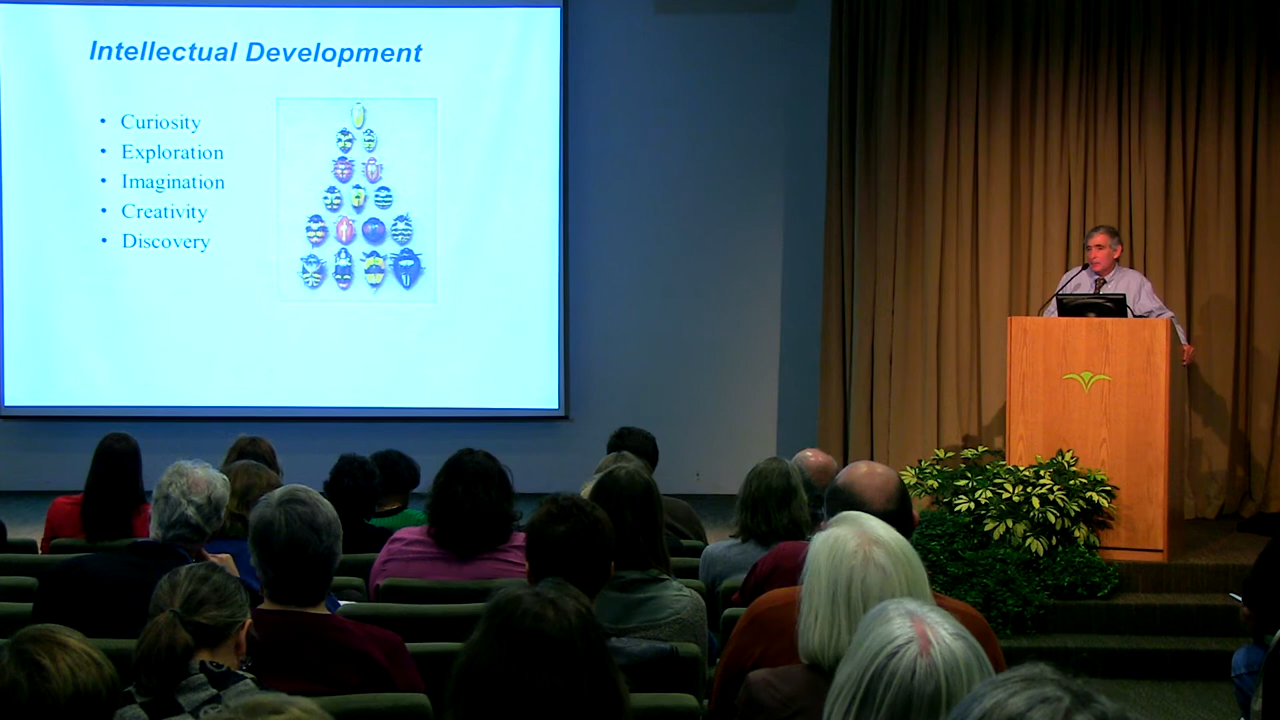 Intellectual Development
• Curiosity
• Exploration
• Imagination
• Creativity
• Discovery